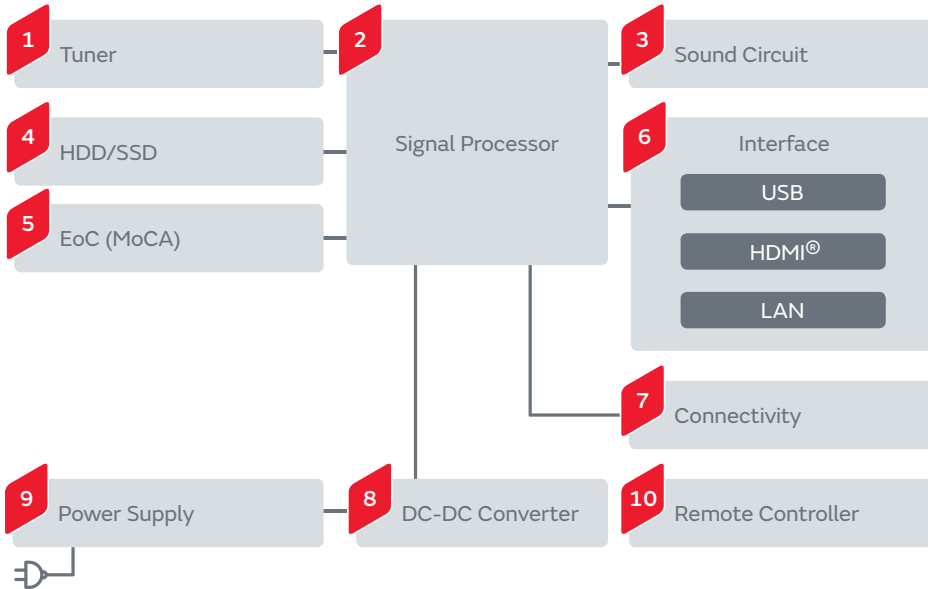 1
Tuner
2
Signal Processor
3
Sound Circuit
4
HDD/SSD
5
EoC (MoCA)
6
Interface
USB
HDMI®
LAN
7
Connectivity
9
Power Supply
8
DC-DC Converter
10
Remote Controller